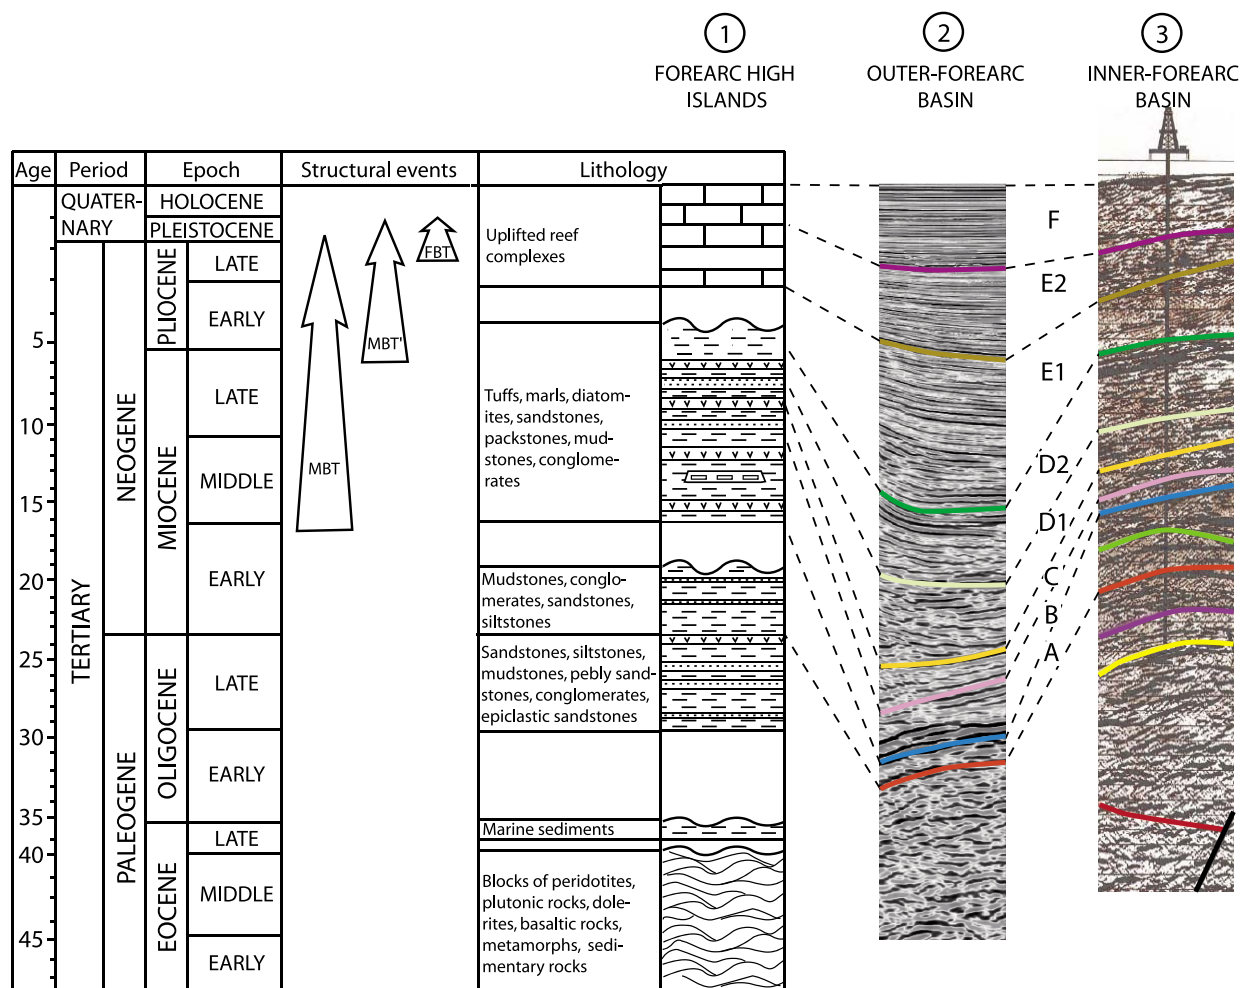 1
2
3
FOREARC HIGH
ISLANDS
OUTER-FOREARC
BASIN
INNER-FOREARC
BASIN
Age
Period
Epoch
Structural events
Lithology
QUATER-
NARY
HOLOCENE
PLEISTOCENE
TERTIARY
NEOGENE
PALEOGENE
PLIOCENE
LATE
EARLY
MIOCENE
LATE
MIDDLE
EARLY
OLIGOCENE
LATE
EARLY
EOCENE
LATE
MIDDLE
EARLY
5
10
15
20
25
30
35
40
45
MBT
MBT'
FBT
Uplifted reef
complexes
Tuffs, marls, diatom-
ites, sandstones,
packstones, mud-
stones, conglome-
rates
Mudstones, conglo-
merates, sandstones,
siltstones
Sandstones, siltstones,
mudstones, pebly sand-
stones, conglomerates,
epiclastic sandstones
Marine sediments
Blocks of peridotites,
plutonic rocks, dole-
rites, basaltic rocks,
metamorphs, sedi-
mentary rocks
F
E2
E1
D2
D1
C
B
A